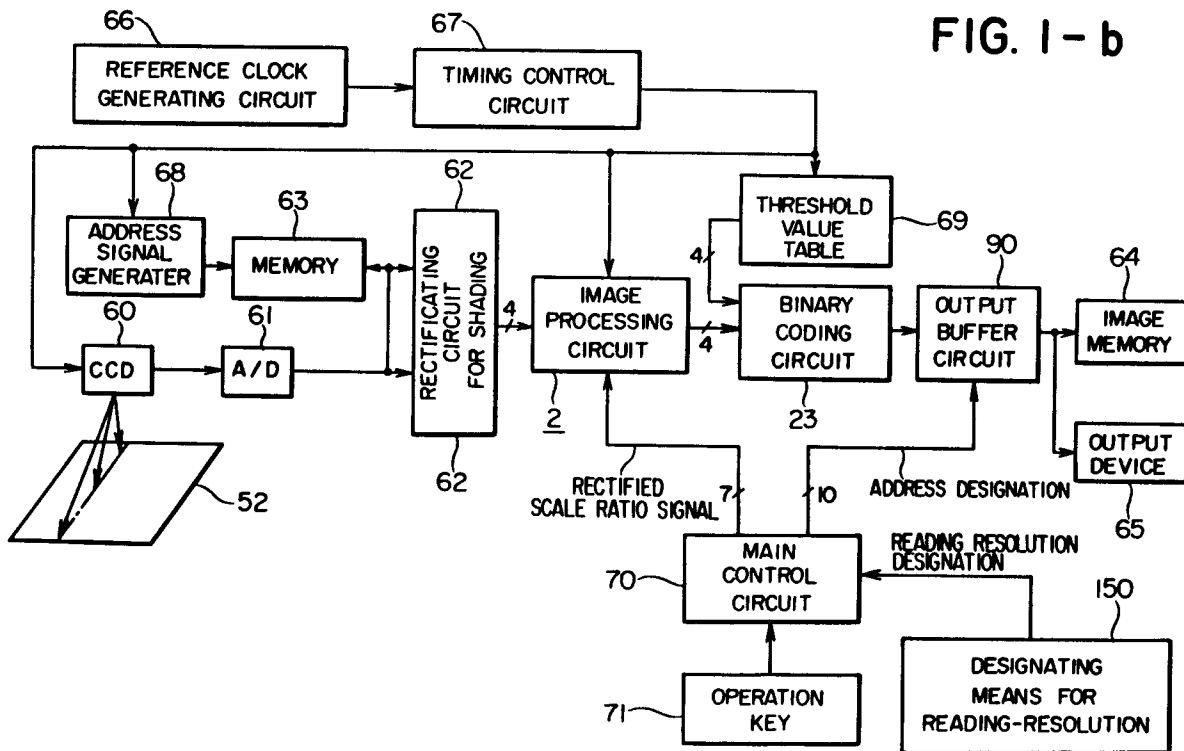 FIG. 1-b
66
REFERENCE CLOCK
GENERATING CIRCUIT
67
TIMING CONTROL
CIRCUIT
68
ADDRESS
SIGNAL
GENERATER
63
MEMORY
62
RECTIFICATING
CIRCUIT
FOR SHADING
62
60
CCD
61
A/D
52
4
IMAGE
PROCESSING
CIRCUIT
2
4
THRESHOLD
VALUE
TABLE
69
4
BINARY
CODING
CIRCUIT
23
90
OUTPUT
BUFFER
CIRCUIT
64
IMAGE
MEMORY
OUTPUT
DEVICE
65
RECTIFIED
SCALE RATIO SIGNAL
7
10
ADDRESS DESIGNATION
READING RESOLUTION
DESIGNATION
70
MAIN
CONTROL
CIRCUIT
71
OPERATION
KEY
150
DESIGNATING
MEANS FOR
READING-RESOLUTION